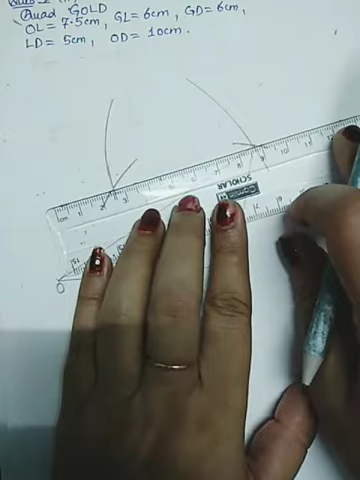 Quad GOLD
OL = 7.5cm, GL = 6cm, GD = 6cm,
LD = 5cm, OD = 10cm.
SCHOLAR
O